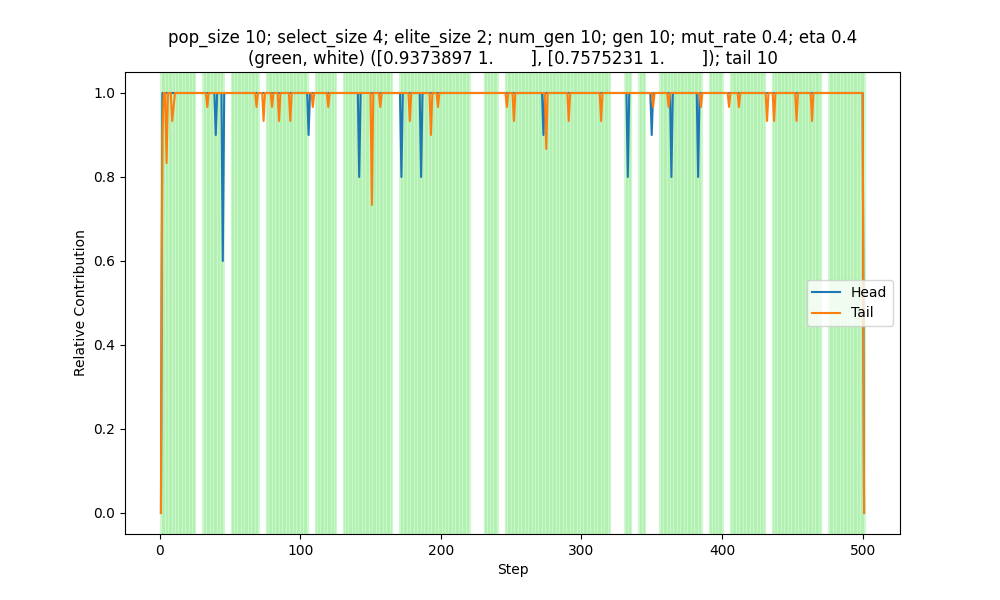 pop_size 10; select_size 4; elite_size 2; num_gen 10; gen 10; mut_rate 0.4; eta 0.4
(green, white) ([0.9373897 1.        ], [0.7575231 1.        ]); tail 10
1.0
0.8
0.6
0.4
0.2
0.0
Relative Contribution
Head
Tail
0 100 200 300 400 500
Step